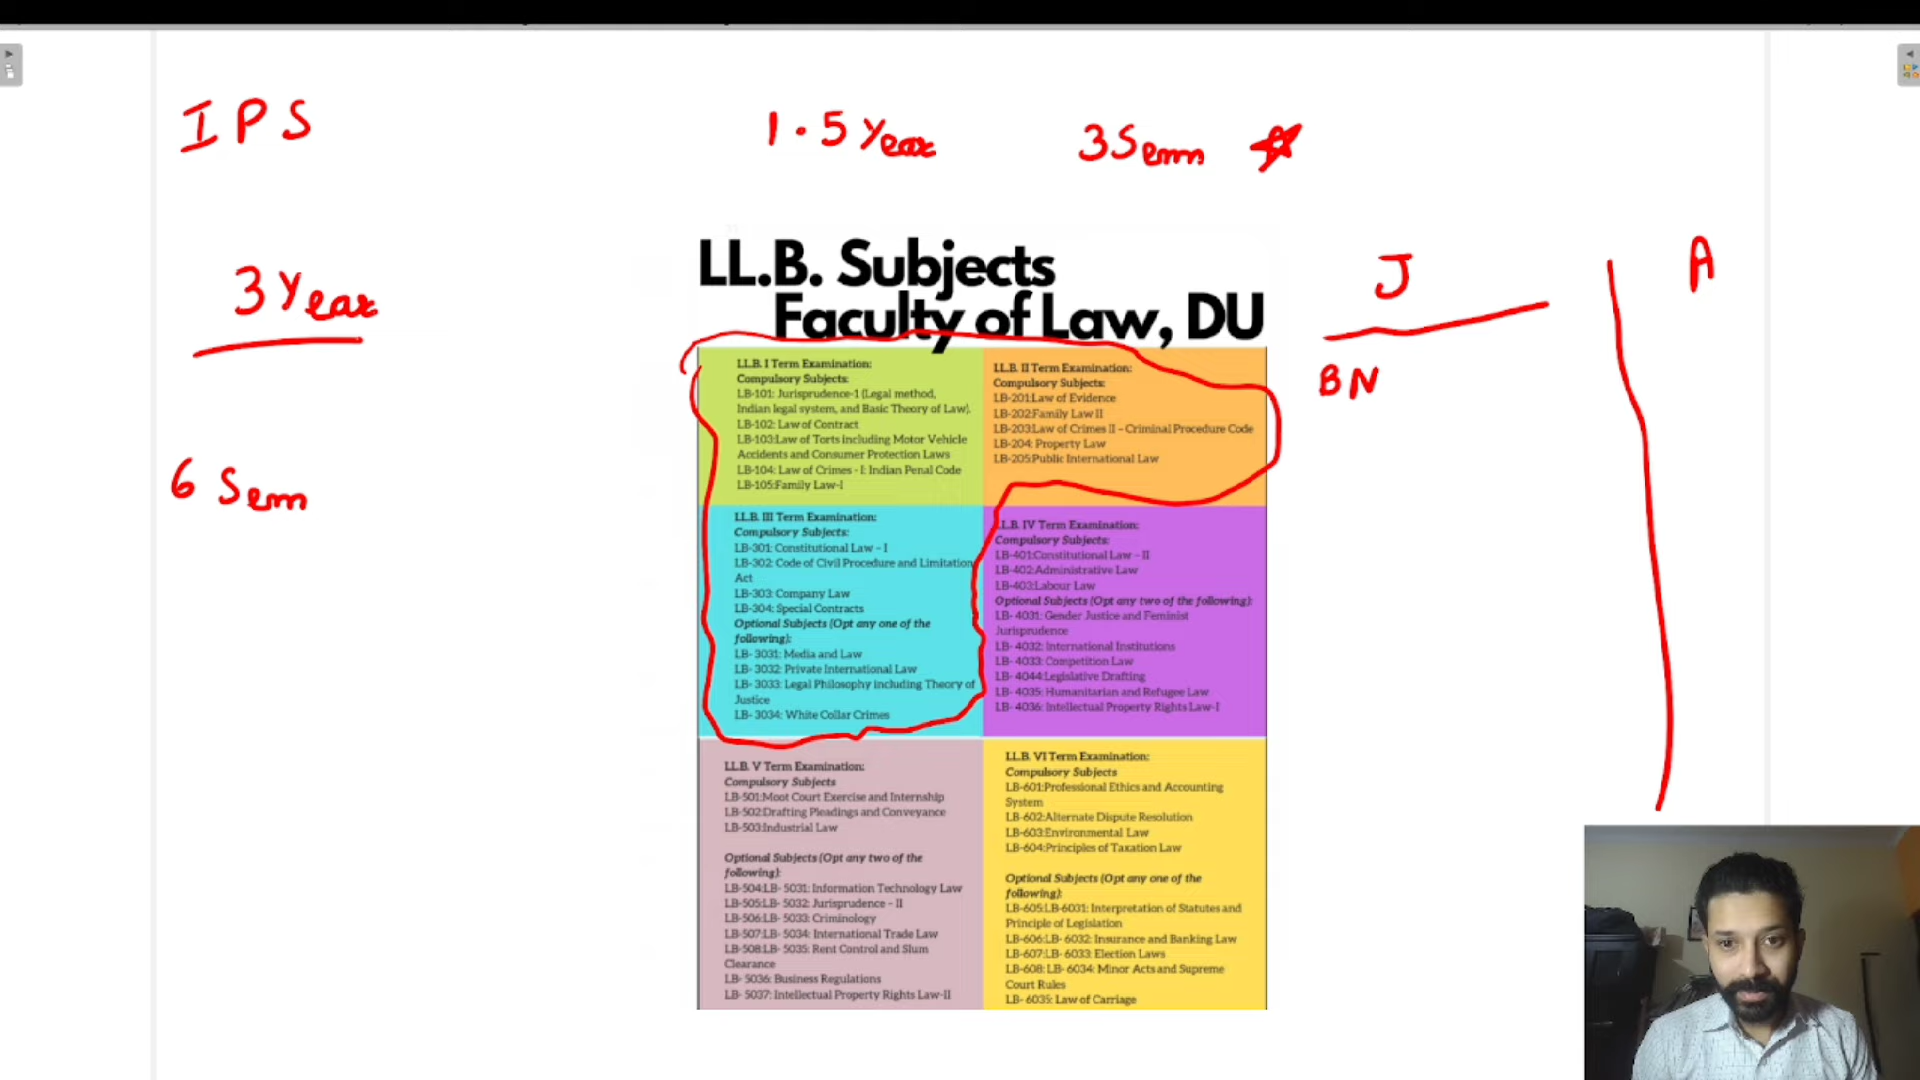 IPS
1.5 Year
3 Sem
3 Year
6 Sem
J
A
BN
LL.B. Subjects
Faculty of Law, DU
LL.B. I Term Examination:
Compulsory Subjects:
LB-101: Jurisprudence-1 (Legal method,
Indian legal system, and Basic Theory of Law).
LB-102: Law of Contract
LB-103:Law of Torts including Motor Vehicle
Accidents and Consumer Protection Laws
LB-104: Law of Crimes - I: Indian Penal Code
LB-105:Family Law-I
LL.B. II Term Examination:
Compulsory Subjects:
LB-201:Law of Evidence
LB-202:Family Law II
LB-203:Law of Crimes II – Criminal Procedure Code
LB-204: Property Law
LB-205:Public International Law
LL.B. III Term Examination:
Compulsory Subjects:
LB-301: Constitutional Law – I
LB-302: Code of Civil Procedure and Limitation
Act
LB-303: Company Law
LB-304: Special Contracts
Optional Subjects (Opt any one of the
following):
LB- 3031: Media and Law
LB- 3032: Private International Law
LB- 3033: Legal Philosophy including Theory of
Justice
LB- 3034: White Collar Crimes
LL.B. IV Term Examination:
Compulsory Subjects:
LB-401:Constitutional Law – II
LB-402:Administrative Law
LB-403:Labour Law
Optional Subjects (Opt any two of the following):
LB- 4031: Gender Justice and Feminist
Jurisprudence
LB- 4032: International Institutions
LB- 4033: Competition Law
LB- 4044:Legislative Drafting
LB- 4035: Humanitarian and Refugee Law
LB- 4036: Intellectual Property Rights Law-I
LL.B. V Term Examination:
Compulsory Subjects
LB-501:Moot Court Exercise and Internship
LB-502:Drafting Pleadings and Conveyance
LB-503:Industrial Law
Optional Subjects (Opt any two of the
following):
LB-504:LB- 5031: Information Technology Law
LB-505:LB- 5032: Jurisprudence – II
LB-506:LB- 5033: Criminology
LB-507:LB- 5034: International Trade Law
LB-508:LB- 5035: Rent Control and Slum
Clearance
LB- 5036: Business Regulations
LB- 5037: Intellectual Property Rights Law-II
LL.B. VI Term Examination:
Compulsory Subjects
LB-601:Professional Ethics and Accounting
System
LB-602:Alternate Dispute Resolution
LB-603:Environmental Law
LB-604:Principles of Taxation Law
Optional Subjects (Opt any one of the
following):
LB-605:LB-6031: Interpretation of Statutes and
Principle of Legislation
LB-606:LB- 6032: Insurance and Banking Law
LB-607:LB- 6033: Election Laws
LB-608: LB- 6034: Minor Acts and Supreme
Court Rules
LB- 6035: Law of Carriage